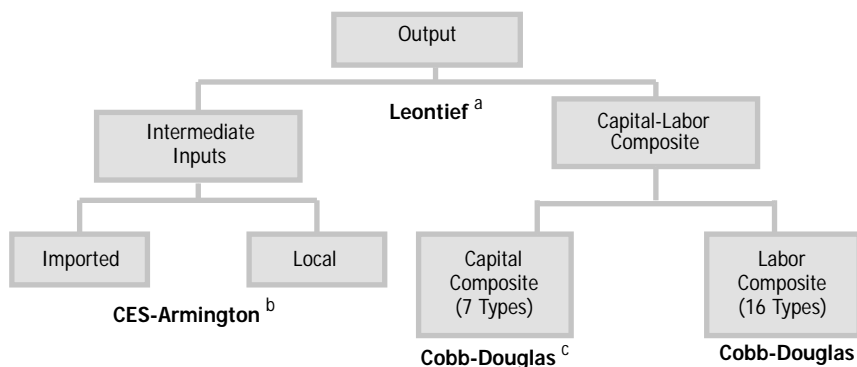 Output
Leontief a
Intermediate
Inputs
Capital-Labor
Composite
Imported
Local
CES-Armington b
Capital
Composite
(7 Types)
Labor
Composite
(16 Types)
Cobb-Douglas c
Cobb-Douglas